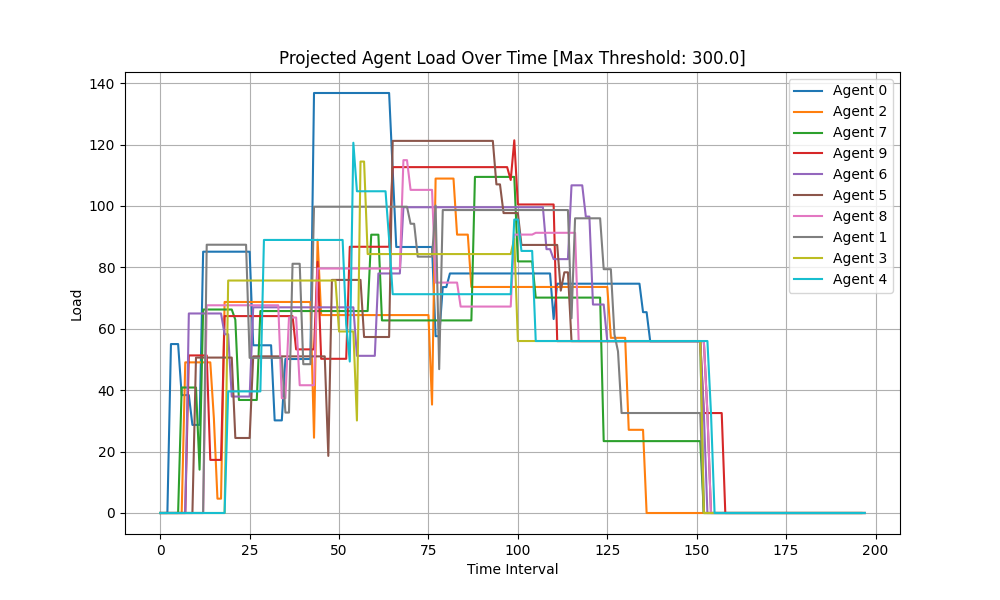 Projected Agent Load Over Time [Max Threshold: 300.0]
Load
140
120
100
80
60
40
20
0
0 25 50 75 100 125 150 175 200
Time Interval
Agent 0
Agent 2
Agent 7
Agent 9
Agent 6
Agent 5
Agent 8
Agent 1
Agent 3
Agent 4